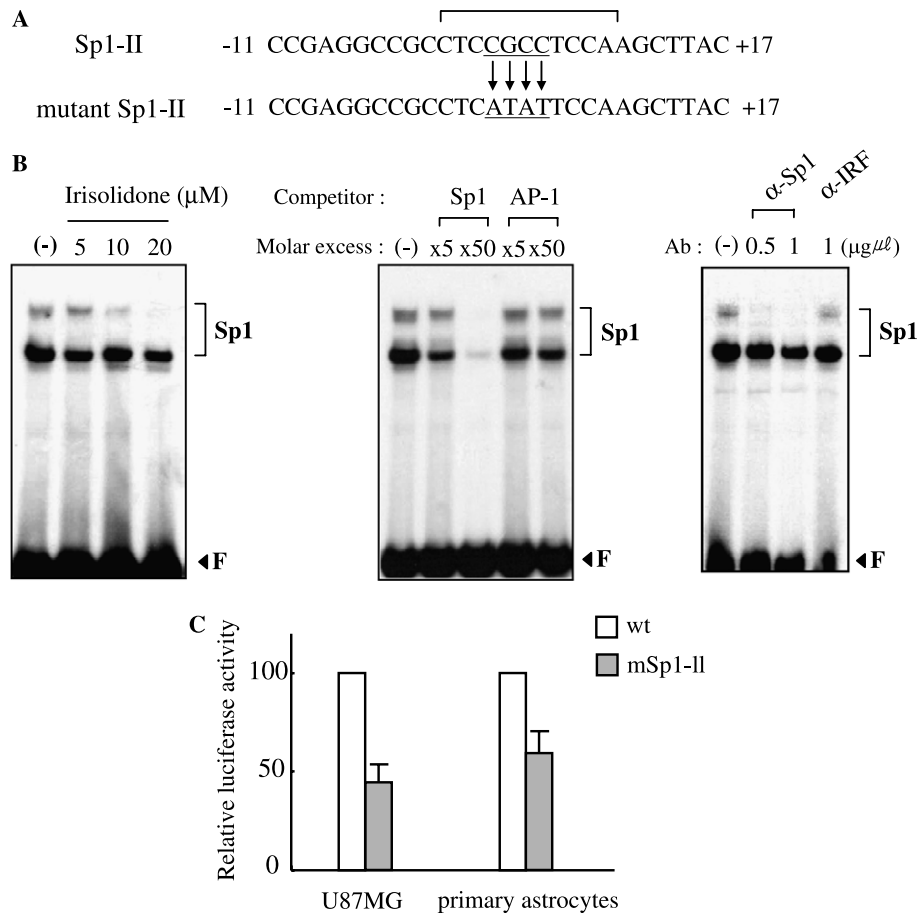 A
Sp1-II -11 CCGAGGCCGCCTCCGCCTCCAAGCTTAC +17
mutant Sp1-II -11 CCGAGGCCGCCTCATATTCCAAGCTTAC +17
B
Irisolidone (μM)
(-) 5 10 20
Sp1
F
Competitor : Sp1 AP-1
Molar excess : (-) x5 x50 x5 x50
Sp1
F
α-Sp1 α-IRF
Ab : (-) 0.5 1 1 (μg㎕)
Sp1
F
C
wt
mSp1-ll
Relative luciferase activity
100
50
0
U87MG primary astrocytes